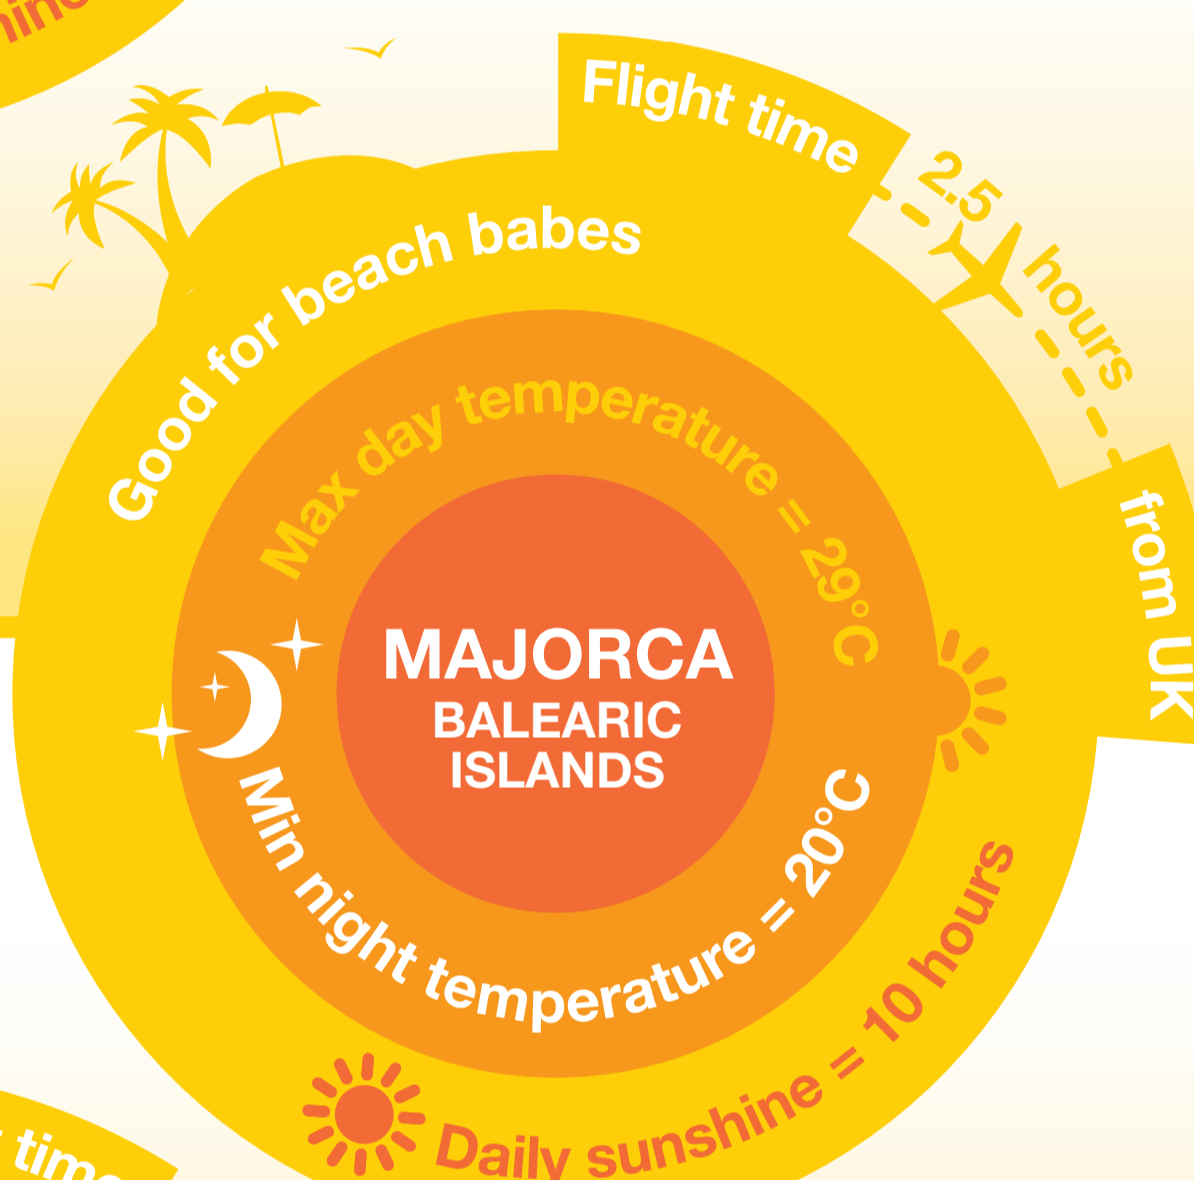 Flight time
2.5 hours
from UK
Good for beach babes
Max day temperature = 29°C
MAJORCA
BALEARIC
ISLANDS
Min night temperature = 20°C
Daily sunshine = 10 hours
time